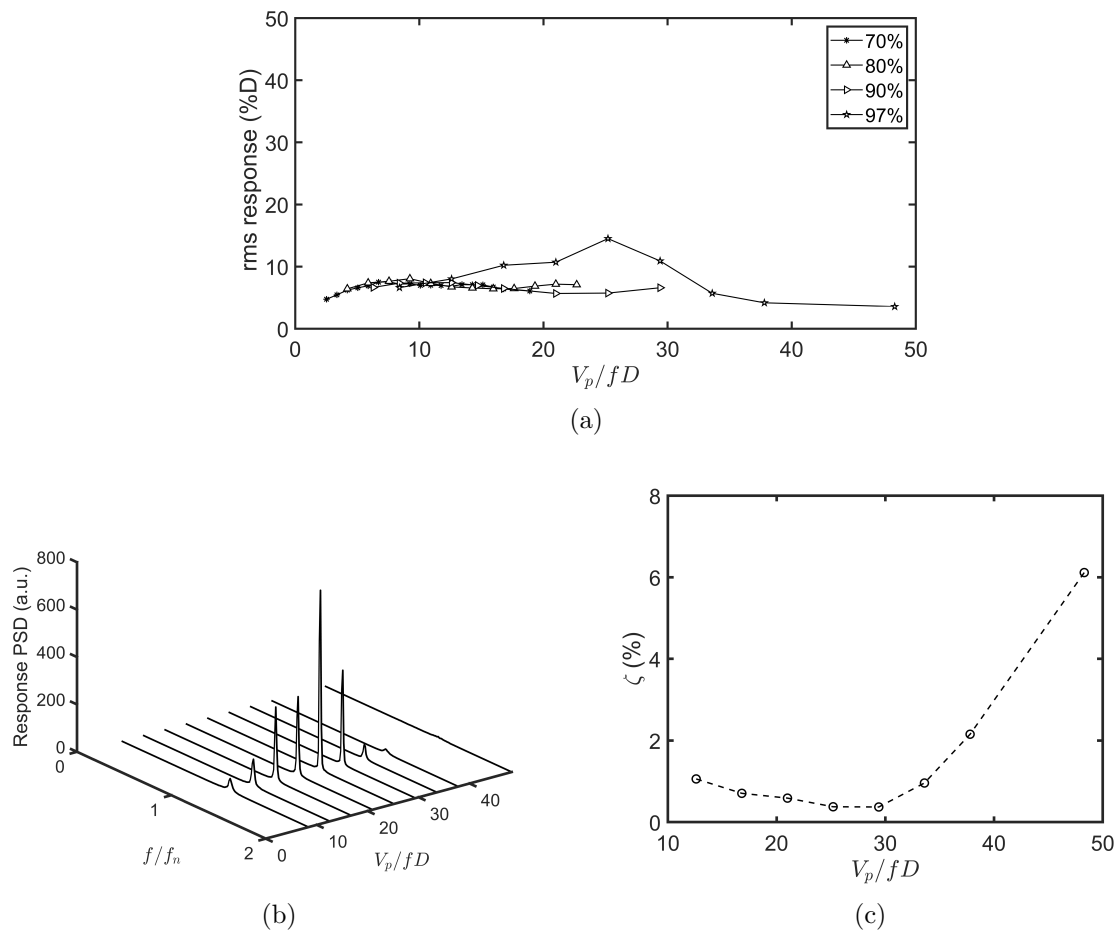 50
40
30
20
10
0
rms response (%D)
70%
80%
90%
97%
0 10 20 30 40 50
V_p/fD
(a)
800
600
400
200
0
Response PSD (a.u.)
0
1
2
f/f_n
0
10
20
30
40
V_p/fD
(b)
8
6
4
2
0
ζ (%)
10 20 30 40 50
V_p/fD
(c)